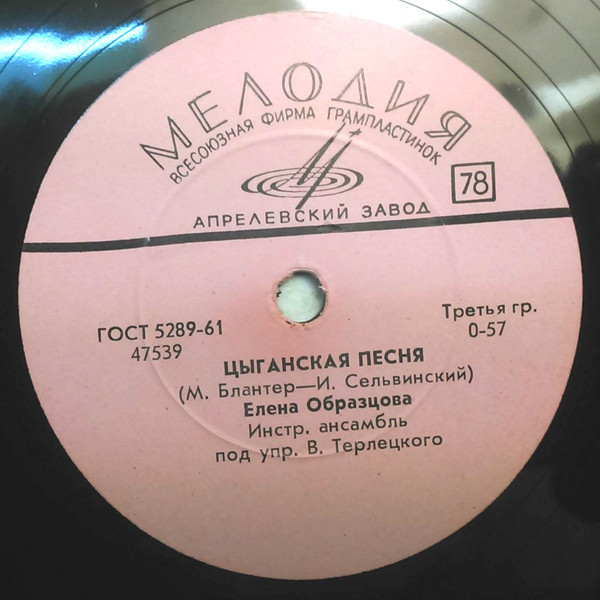 МЕЛОДИЯ
ВСЕСОЮЗНАЯ ФИРМА ГРАМПЛАСТИНОК
78
АПРЕЛЕВСКИЙ ЗАВОД
ГОСТ 5289-61
47539
Третья гр.
0-57
ЦЫГАНСКАЯ ПЕСНЯ
(М. Блантер—И. Сельвинский)
Елена Образцова
Инстр. ансамбль
под упр. В. Терлецкого